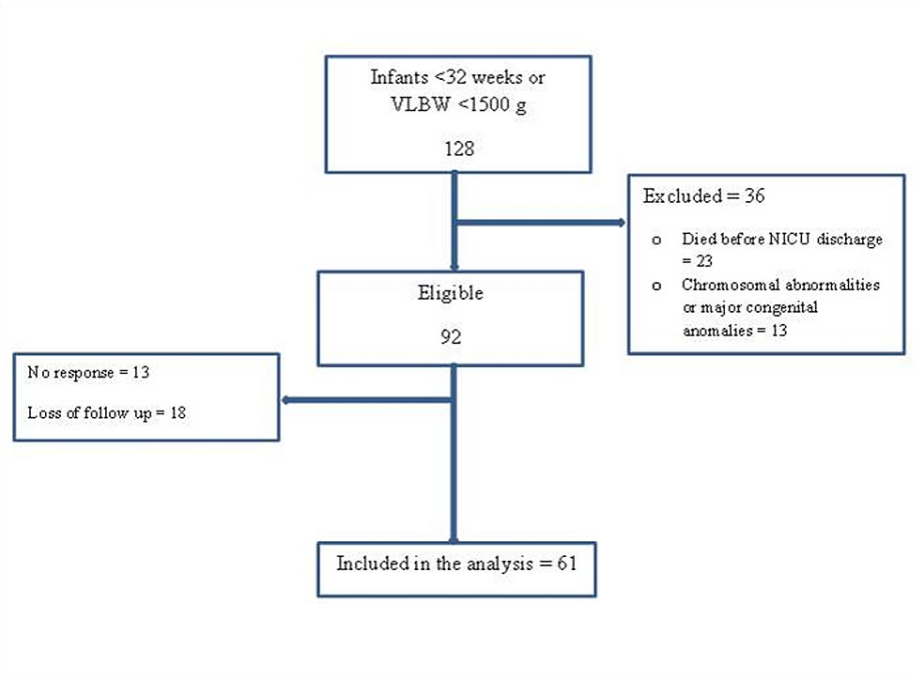 Infants <32 weeks or
VLBW <1500 g
128
Excluded = 36
o Died before NICU discharge
= 23
o Chromosomal abnormalities
or major congenital
anomalies = 13
Eligible
92
No response = 13
Loss of follow up = 18
Included in the analysis = 61